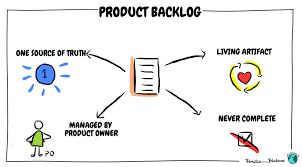 PRODUCT BACKLOG
ONE SOURCE OF TRUTH
1
LIVING ARTIFACT
MANAGED BY
PRODUCT OWNER
PO
NEVER COMPLETE